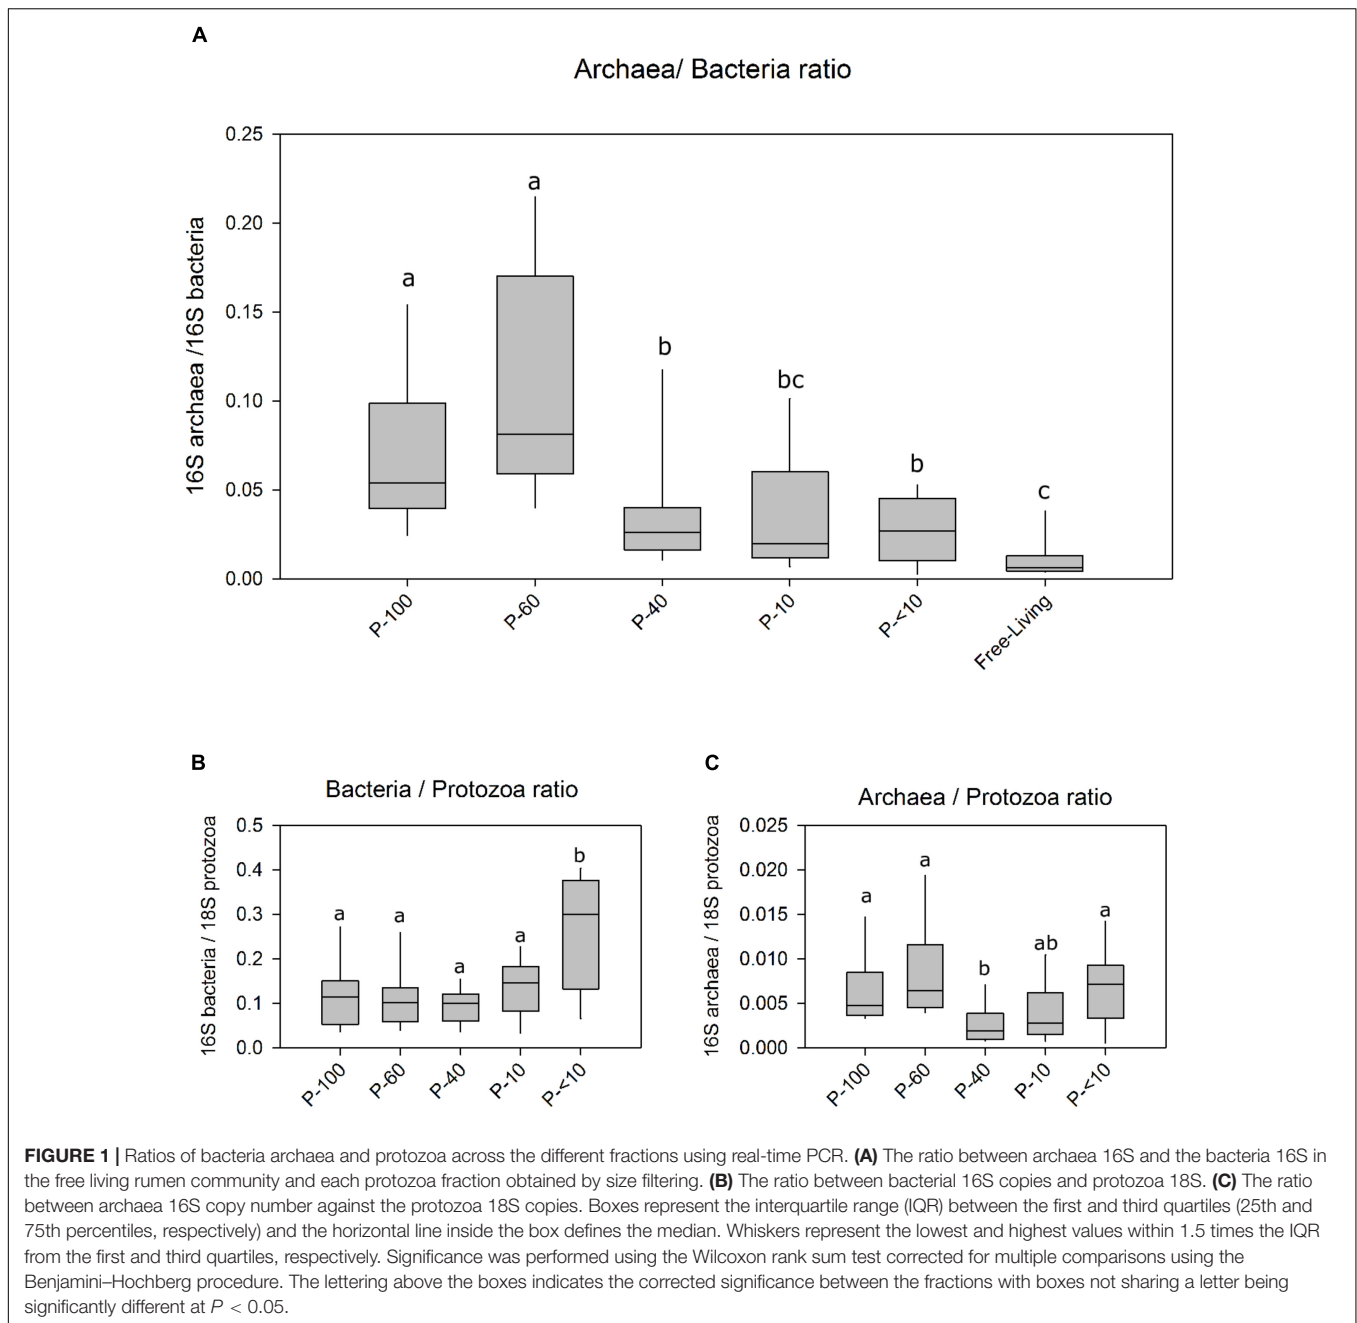 A
Archaea/ Bacteria ratio
16S archaea /16S bacteria
0.25
0.20
0.15
0.10
0.05
0.00
a
a
b
bc
b
c
P-100
P-60
P-40
P-10
P-<10
Free-Living
B
Bacteria / Protozoa ratio
16S bacteria / 18S protozoa
0.5
0.4
0.3
0.2
0.1
0.0
a
a
a
a
b
P-100
P-60
P-40
P-10
P-<10
C
Archaea / Protozoa ratio
16S archaea / 18S protozoa
0.025
0.020
0.015
0.010
0.005
0.000
a
a
b
ab
a
P-100
P-60
P-40
P-10
P-<10
FIGURE 1 | Ratios of bacteria archaea and protozoa across the different fractions using real-time PCR. (A) The ratio between archaea 16S and the bacteria 16S in
the free living rumen community and each protozoa fraction obtained by size filtering. (B) The ratio between bacterial 16S copies and protozoa 18S. (C) The ratio
between archaea 16S copy number against the protozoa 18S copies. Boxes represent the interquartile range (IQR) between the first and third quartiles (25th and
75th percentiles, respectively) and the horizontal line inside the box defines the median. Whiskers represent the lowest and highest values within 1.5 times the IQR
from the first and third quartiles, respectively. Significance was performed using the Wilcoxon rank sum test corrected for multiple comparisons using the
Benjamini–Hochberg procedure. The lettering above the boxes indicates the corrected significance between the fractions with boxes not sharing a letter being
significantly different at P < 0.05.